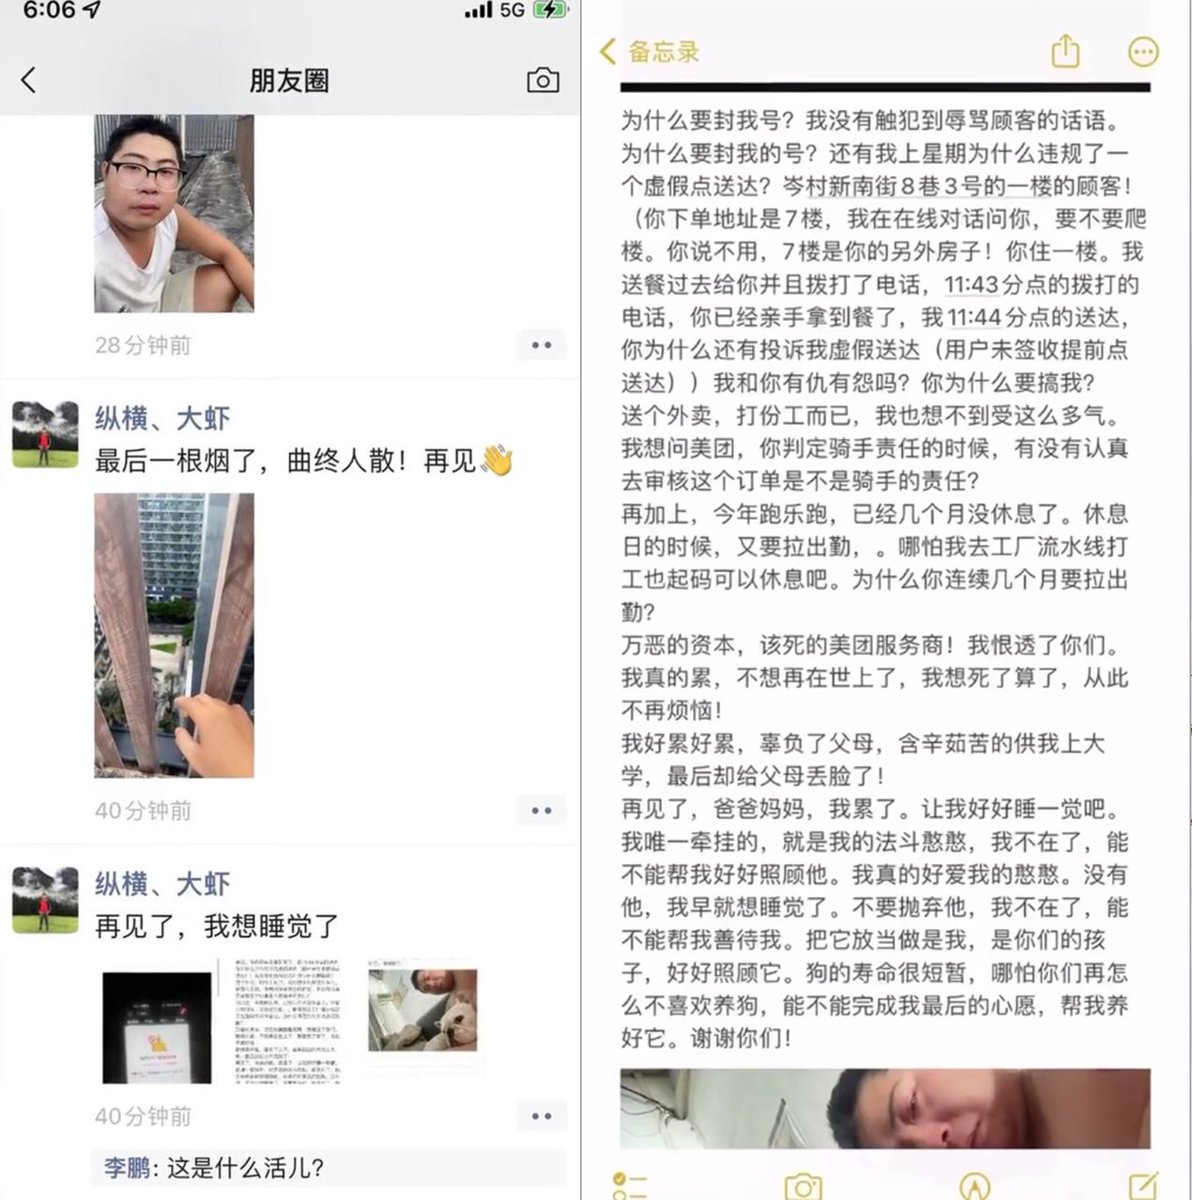 6:06
5G
朋友圈
28分钟前
纵横、大虾
最后一根烟了，曲终人散！再见👋
40分钟前
纵横、大虾
再见了，我想睡觉了
40分钟前
李鹏: 这是什么活儿？
备忘录
为什么要封我号？我没有触犯到辱骂顾客的话语。
为什么要封我的号？还有我上星期为什么违规了一
个虚假点送达？岑村新南街8巷3号的一楼的顾客！
（你下单地址是7楼，我在在线对话问你，要不要爬
楼。你说不用，7楼是你的另外房子！你住一楼。我
送餐过去给你并且拨打了电话，11:43分点的拨打的
电话，你已经亲手拿到餐了，我11:44分点的送达，
你为什么还有投诉我虚假送达（用户未签收提前点
送达））我和你有仇有怨吗？你为什么要搞我？
送个外卖，打份工而已，我也想不到受这么多气。
我想问美团，你判定骑手责任的时候，有没有认真
去审核这个订单是不是骑手的责任？
再加上，今年跑乐跑，已经几个月没休息了。休息
日的时候，又要拉出勤，。哪怕我去工厂流水线打
工也起码可以休息吧。为什么你连续几个月要拉出
勤？
万恶的资本，该死的美团服务商！我恨透了你们。
我真的累，不想再在世上了，我想死了算了，从此
不再烦恼！
我好累好累，辜负了父母，含辛茹苦的供我上大
学，最后却给父母丢脸了！
再见了，爸爸妈妈，我累了。让我好好睡一觉吧。
我唯一牵挂的，就是我的法斗憨憨，我不在了，能
不能帮我好好照顾他。我真的好爱我的憨憨。没有
他，我早就想睡觉了。不要抛弃他，我不在了，能
不能帮我善待我。把它放当做是我，是你们的孩
子，好好照顾它。狗的寿命很短暂，哪怕你们再怎
么不喜欢养狗，能不能完成我最后的心愿，帮我养
好它。谢谢你们！